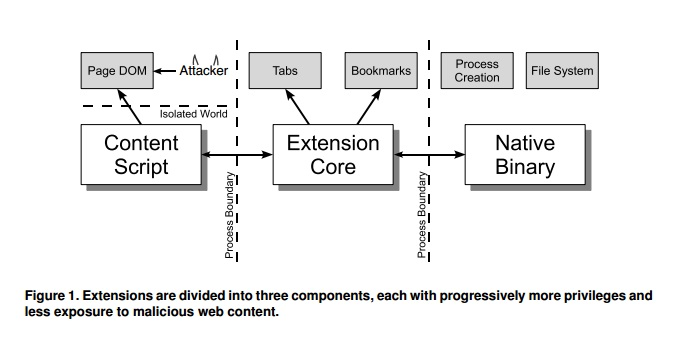 Page DOM
Attacker
Tabs
Bookmarks
Process
Creation
File System
Isolated World
Content
Script
Extension
Core
Native
Binary
Process Boundary
Process Boundary
Figure 1. Extensions are divided into three components, each with progressively more privileges and
less exposure to malicious web content.